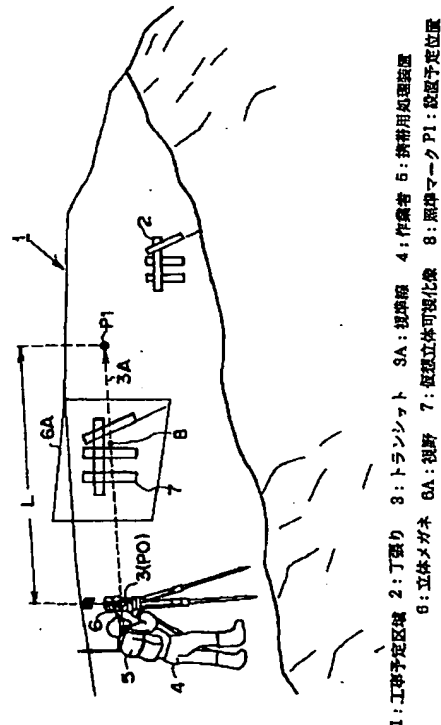 1
L
P1
3A
6A
2
8
7
3(PO)
6
5
4
1:工事予定区域 2:丁張り 3:トランシット 3A:視準線 4:作業者 5:携帯用処理装置
6:立体メガネ 6A:視野 7:仮想立体可視化像 8:照準マーク P1:設置予定位置